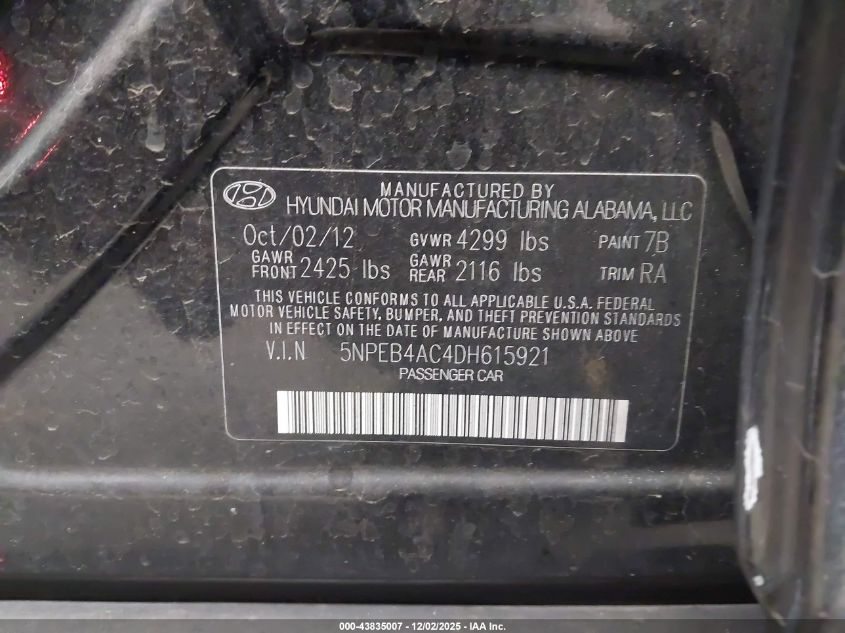 MANUFACTURED BY
HYUNDAI MOTOR MANUFACTURING ALABAMA, LLC
Oct/02/12 GVWR 4299 lbs PAINT 7B
GAWR FRONT 2425 lbs GAWR REAR 2116 lbs TRIM RA
THIS VEHICLE CONFORMS TO ALL APPLICABLE U.S.A. FEDERAL
MOTOR VEHICLE SAFETY, BUMPER, AND THEFT PREVENTION STANDARDS
IN EFFECT ON THE DATE OF MANUFACTURE SHOWN ABOVE
V.I.N 5NPEB4AC4DH615921
PASSENGER CAR
000-43835007 - 12/02/2025 - IAA Inc.